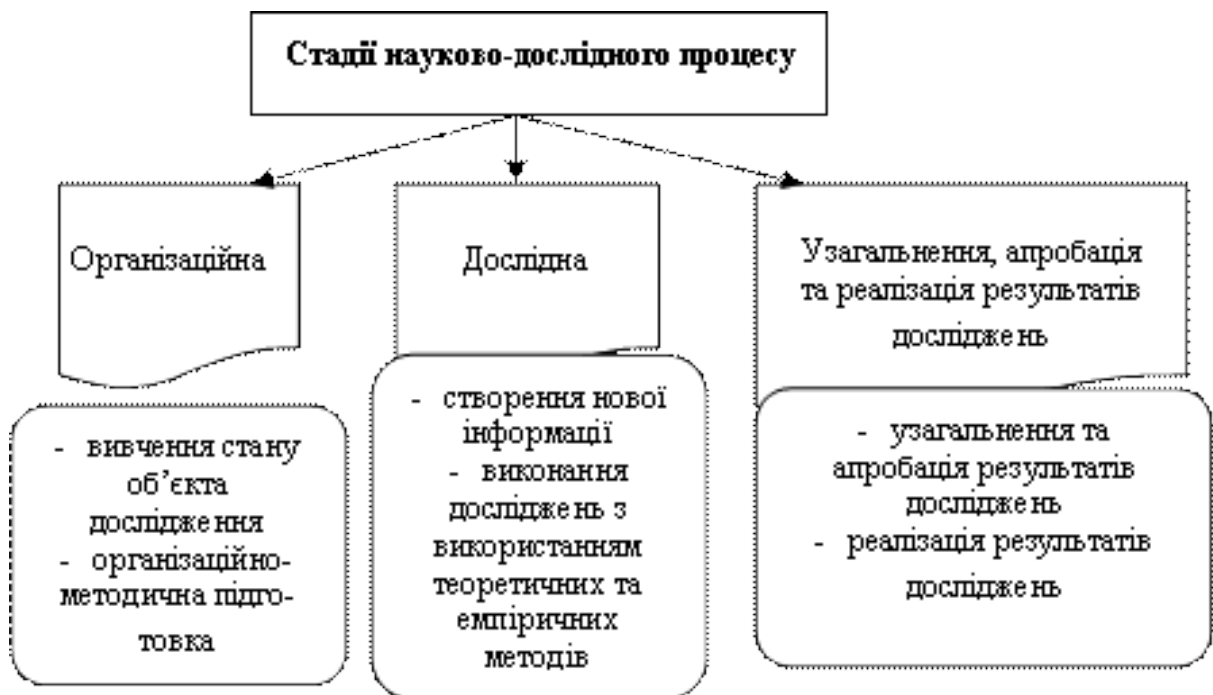 Стадії науково-дослідного процесу
Організаційна
Дослідна
Узагальнення, апробація
та реалізація результатів
досліджень
- вивчення стану
об’єкта
дослідження
- організаційно-
методична підго-
товка
- створення нової
інформації
- виконання
досліджень з
використанням
теоретичних та
емпіричних
методів
- узагальнення та
апробація результатів
досліджень
- реалізація результатів
досліджень